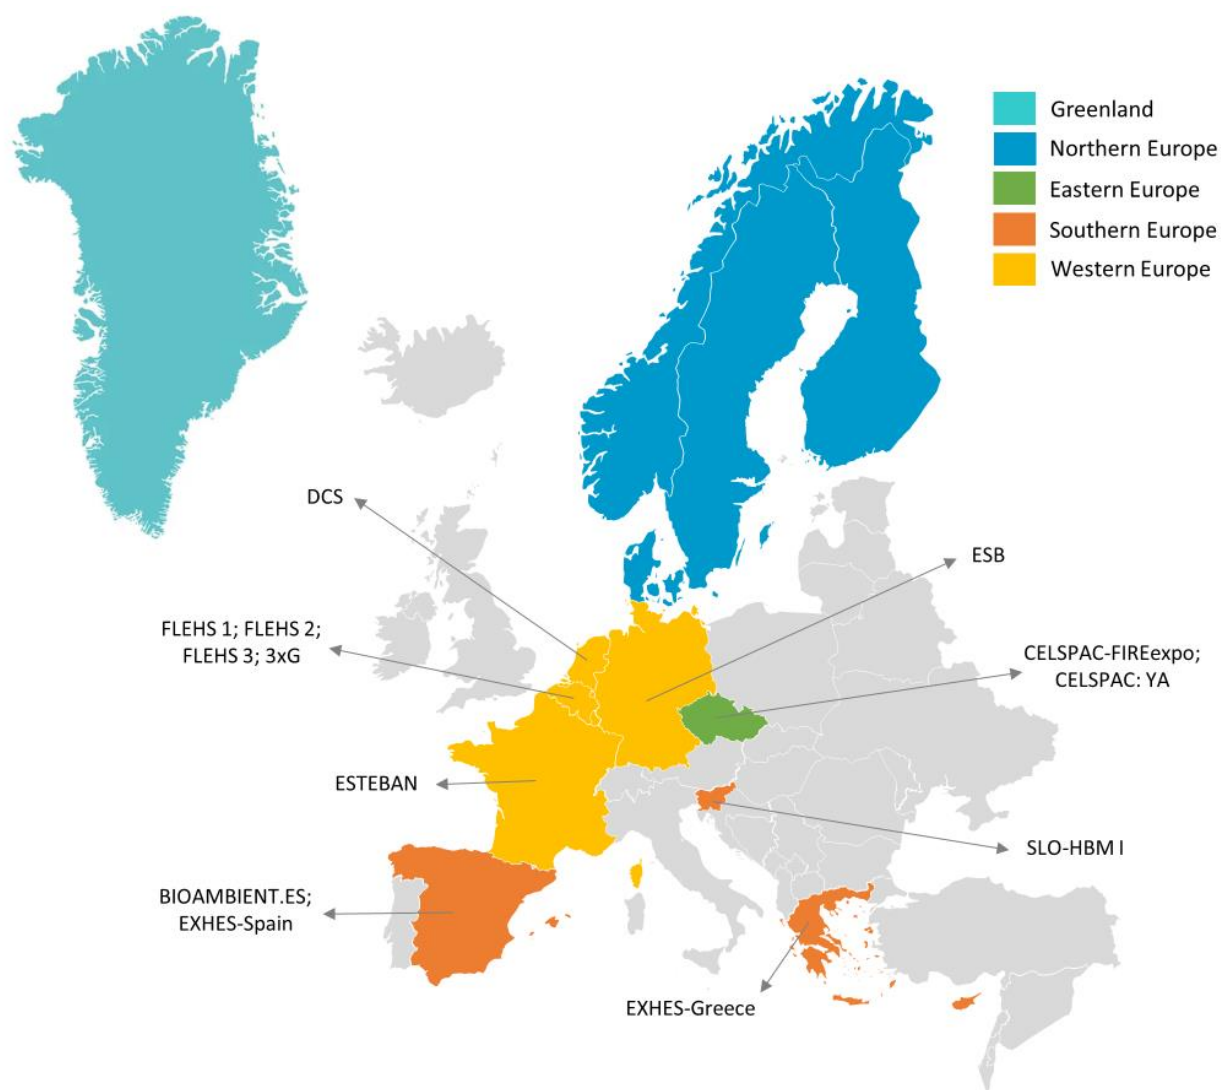 Greenland
Northern Europe
Eastern Europe
Southern Europe
Western Europe
DCS
ESB
FLEHS 1; FLEHS 2;
FLEHS 3; 3xG
CELSPAC-FIREexpo;
CELSPAC: YA
ESTEBAN
SLO-HBM I
BIOAMBIENT.ES;
EXHES-Spain
EXHES-Greece